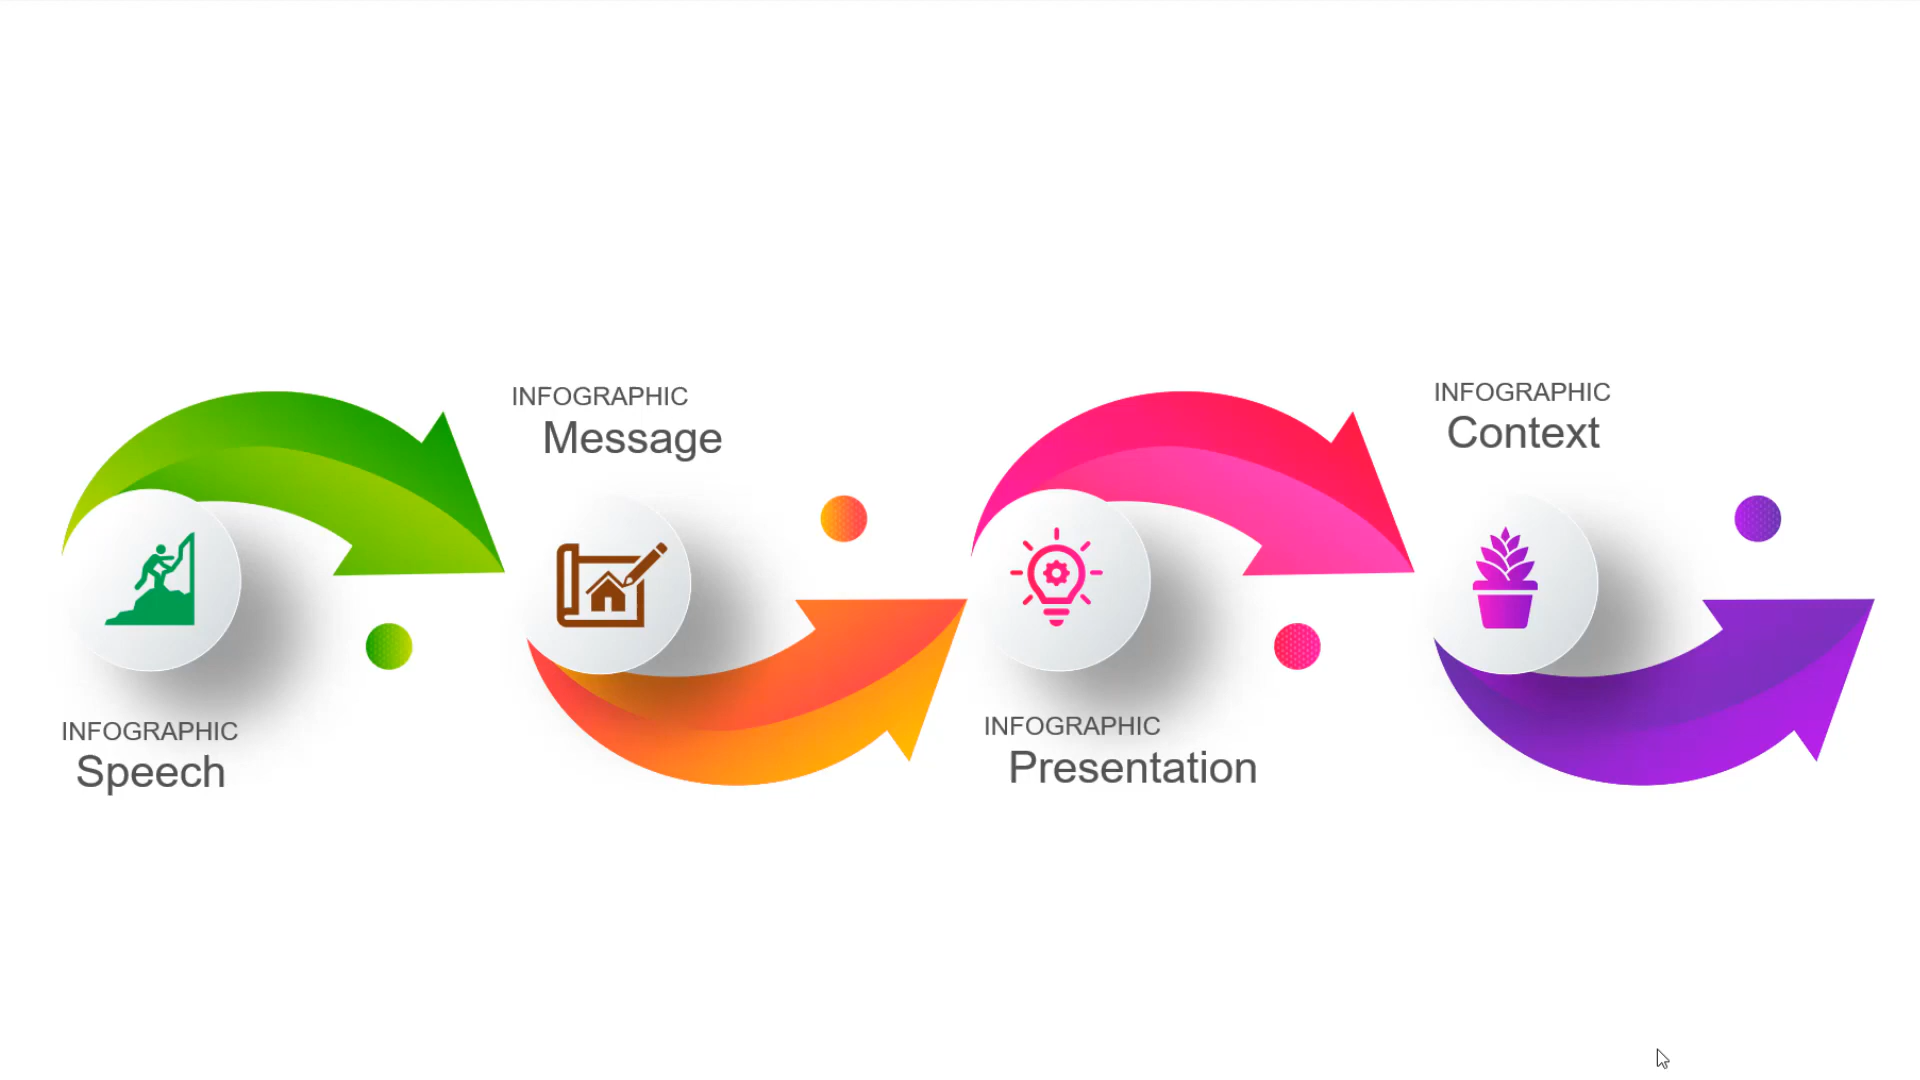 INFOGRAPHIC
Speech
INFOGRAPHIC
Message
INFOGRAPHIC
Presentation
INFOGRAPHIC
Context